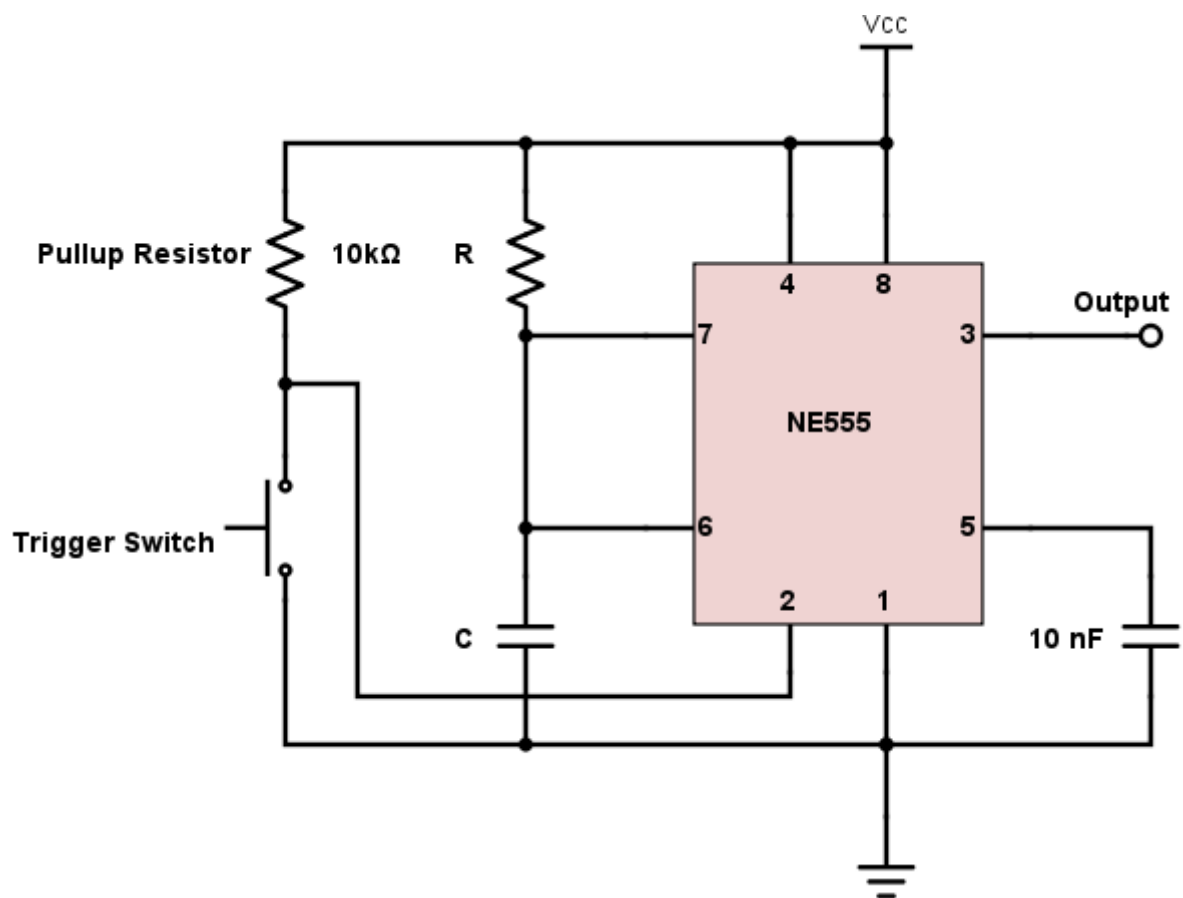 Vcc
Pullup Resistor
10kΩ
R
4
8
Output
7
3
NE555
Trigger Switch
6
5
2
1
C
10 nF